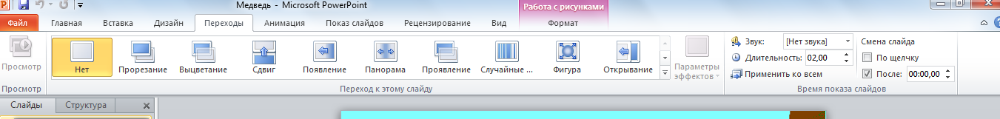 Медведь - Microsoft PowerPoint
Работа с рисунками
Файл Главная Вставка Дизайн Переходы Анимация Показ слайдов Рецензирование Вид Формат
Просмотр
Нет Прорезание Выцветание Сдвиг Появление Панорама Проявление Случайные ... Фигура Открывание
Параметры эффектов
Звук: [Нет звука]
Длительность: 02,00
Применить ко всем
Смена слайда
По щелчку
После: 00:00,00
Просмотр Переход к этому слайду Время показа слайдов
Слайды Структура